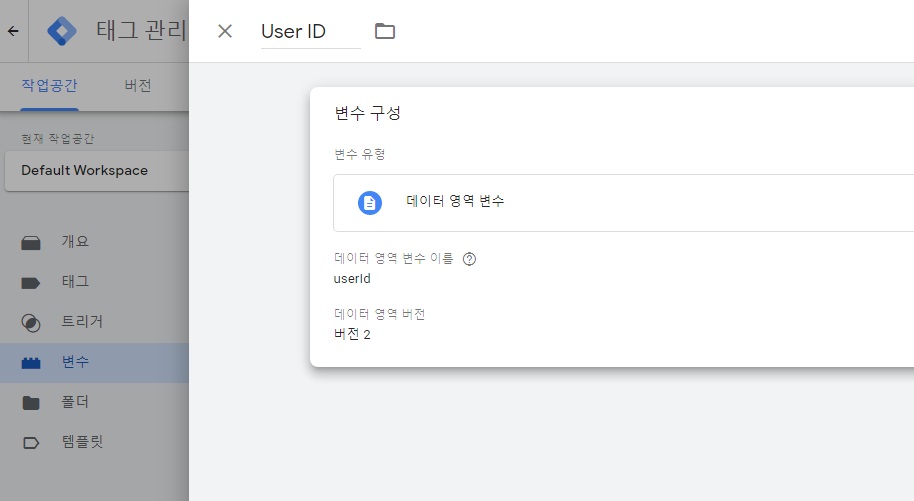 태그 관리
User ID
작업공간
버전
현재 작업공간
Default Workspace
개요
태그
트리거
변수
폴더
템플릿
변수 구성
변수 유형
데이터 영역 변수
데이터 영역 변수 이름
userId
데이터 영역 버전
버전 2